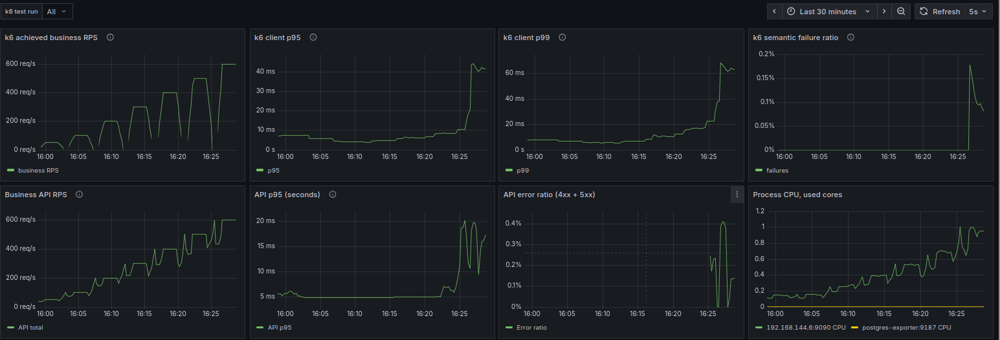 k6 test run All
Last 30 minutes Refresh 5s
k6 achieved business RPS
600 req/s
400 req/s
200 req/s
0 req/s
16:00 16:05 16:10 16:15 16:20 16:25
business RPS
k6 client p95
40 ms
30 ms
20 ms
10 ms
0 s
16:00 16:05 16:10 16:15 16:20 16:25
p95
k6 client p99
60 ms
40 ms
20 ms
0 s
16:00 16:05 16:10 16:15 16:20 16:25
p99
k6 semantic failure ratio
0.2%
0.15%
0.1%
0.05%
0%
16:00 16:05 16:10 16:15 16:20 16:25
failures
Business API RPS
600 req/s
400 req/s
200 req/s
0 req/s
16:00 16:05 16:10 16:15 16:20 16:25
API total
API p95 (seconds)
20 ms
15 ms
10 ms
5 ms
16:00 16:05 16:10 16:15 16:20 16:25
API p95
API error ratio (4xx + 5xx)
0.4%
0.3%
0.2%
0.1%
0%
16:00 16:05 16:10 16:15 16:20 16:25
Error ratio
Process CPU, used cores
1.2
1
0.8
0.6
0.4
0.2
0
16:00 16:05 16:10 16:15 16:20 16:25
192.168.144.6:9090 CPU postgres-exporter:9187 CPU